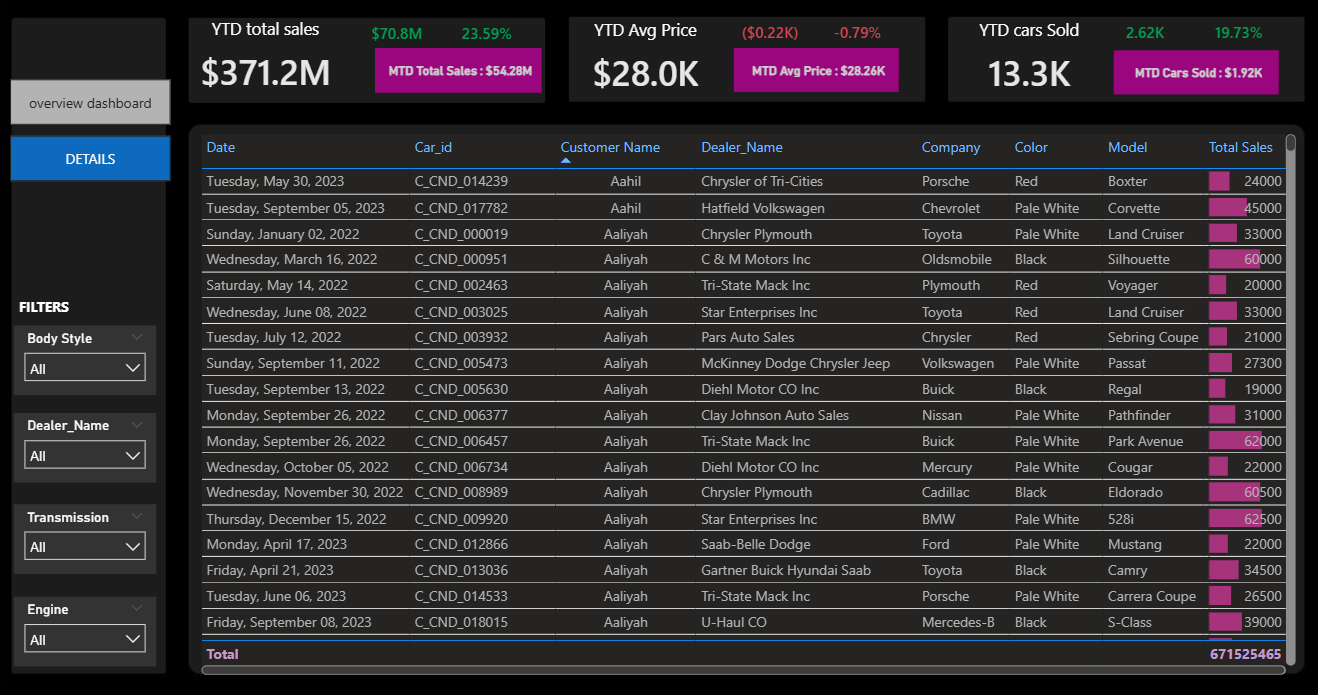 YTD total sales $70.8M 23.59%
$371.2M MTD Total Sales : $54.28M
YTD Avg Price ($0.22K) -0.79%
$28.0K MTD Avg Price : $28.26K
YTD cars Sold 2.62K 19.73%
13.3K MTD Cars Sold : $1.92K
overview dashboard
DETAILS
FILTERS
Body Style
All
Dealer_Name
All
Transmission
All
Engine
All
Date Car_id Customer Name Dealer_Name Company Color Model Total Sales
Tuesday, May 30, 2023 C_CND_014239 Aahil Chrysler of Tri-Cities Porsche Red Boxter 24000
Tuesday, September 05, 2023 C_CND_017782 Aahil Hatfield Volkswagen Chevrolet Pale White Corvette 45000
Sunday, January 02, 2022 C_CND_000019 Aaliyah Chrysler Plymouth Toyota Pale White Land Cruiser 33000
Wednesday, March 16, 2022 C_CND_000951 Aaliyah C & M Motors Inc Oldsmobile Black Silhouette 60000
Saturday, May 14, 2022 C_CND_002463 Aaliyah Tri-State Mack Inc Plymouth Red Voyager 20000
Wednesday, June 08, 2022 C_CND_003025 Aaliyah Star Enterprises Inc Toyota Red Land Cruiser 33000
Tuesday, July 12, 2022 C_CND_003932 Aaliyah Pars Auto Sales Chrysler Red Sebring Coupe 21000
Sunday, September 11, 2022 C_CND_005473 Aaliyah McKinney Dodge Chrysler Jeep Volkswagen Pale White Passat 27300
Tuesday, September 13, 2022 C_CND_005630 Aaliyah Diehl Motor CO Inc Buick Black Regal 19000
Monday, September 26, 2022 C_CND_006377 Aaliyah Clay Johnson Auto Sales Nissan Pale White Pathfinder 31000
Monday, September 26, 2022 C_CND_006457 Aaliyah Tri-State Mack Inc Buick Pale White Park Avenue 62000
Wednesday, October 05, 2022 C_CND_006734 Aaliyah Diehl Motor CO Inc Mercury Pale White Cougar 22000
Wednesday, November 30, 2022 C_CND_008989 Aaliyah Chrysler Plymouth Cadillac Black Eldorado 60500
Thursday, December 15, 2022 C_CND_009920 Aaliyah Star Enterprises Inc BMW Pale White 528i 62500
Monday, April 17, 2023 C_CND_012866 Aaliyah Saab-Belle Dodge Ford Pale White Mustang 22000
Friday, April 21, 2023 C_CND_013036 Aaliyah Gartner Buick Hyundai Saab Toyota Black Camry 34500
Tuesday, June 06, 2023 C_CND_014533 Aaliyah Tri-State Mack Inc Porsche Pale White Carrera Coupe 26500
Friday, September 08, 2023 C_CND_018015 Aaliyah U-Haul CO Mercedes-B Black S-Class 39000
Total 671525465